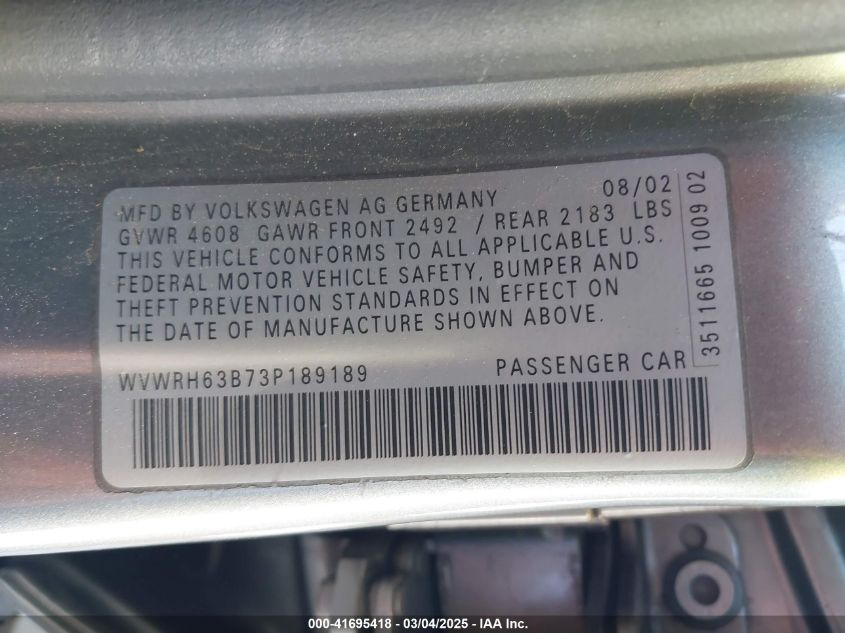 MFD BY VOLKSWAGEN AG GERMANY 08/02
GVWR 4608 GAWR FRONT 2492 / REAR 2183 LBS
THIS VEHICLE CONFORMS TO ALL APPLICABLE U.S.
FEDERAL MOTOR VEHICLE SAFETY, BUMPER AND
THEFT PREVENTION STANDARDS IN EFFECT ON
THE DATE OF MANUFACTURE SHOWN ABOVE.
WVWRH63B73P189189 PASSENGER CAR
3511665 1009 02
000-41695418 - 03/04/2025 - IAA Inc.